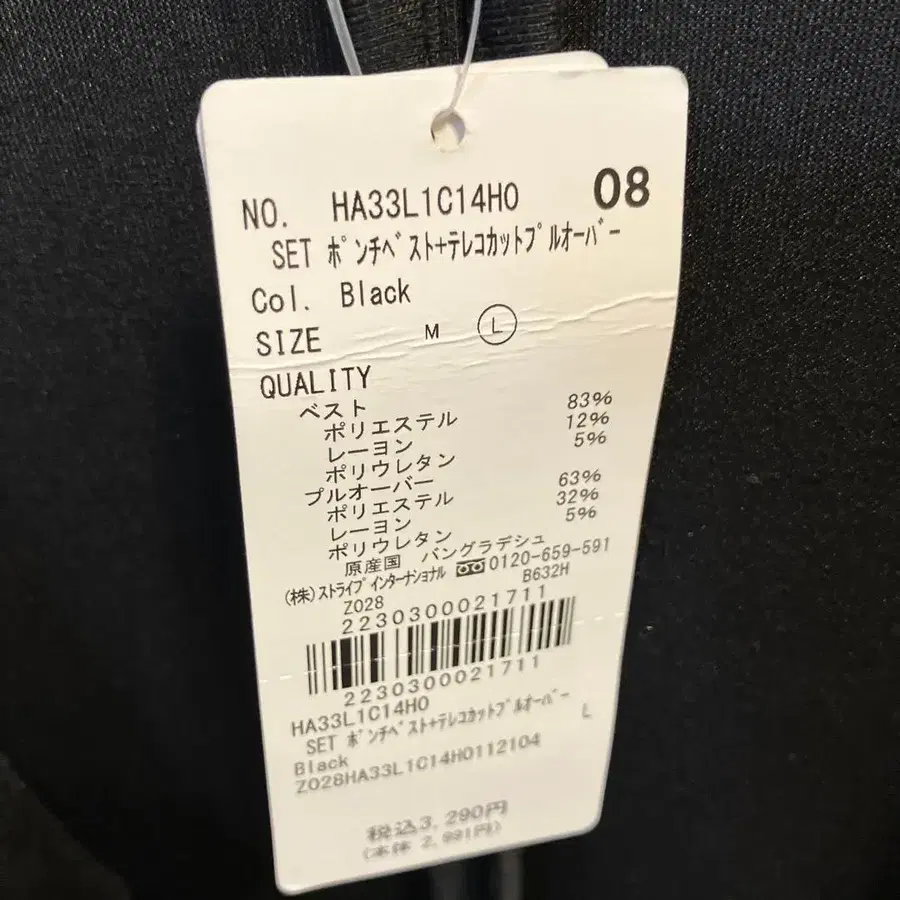 NO. HA33L1C14H0 08
SET ポンチベスト+テレコカットプルオーバー
Col. Black
SIZE M L
QUALITY
ベスト
ポリエステル 83%
レーヨン 12%
ポリウレタン 5%
プルオーバー
ポリエステル 63%
レーヨン 32%
ポリウレタン 5%
原産国 バングラデシュ
(株)ストライプインターナショナル 0120-659-591
Z028 B632H
2230300021711
2230300021711
HA33L1C14H0
SET ポンチベスト+テレコカットプルオーバー
Black L
Z028HA33L1C14H0112104
税込3,290円
(本体 2,991円)